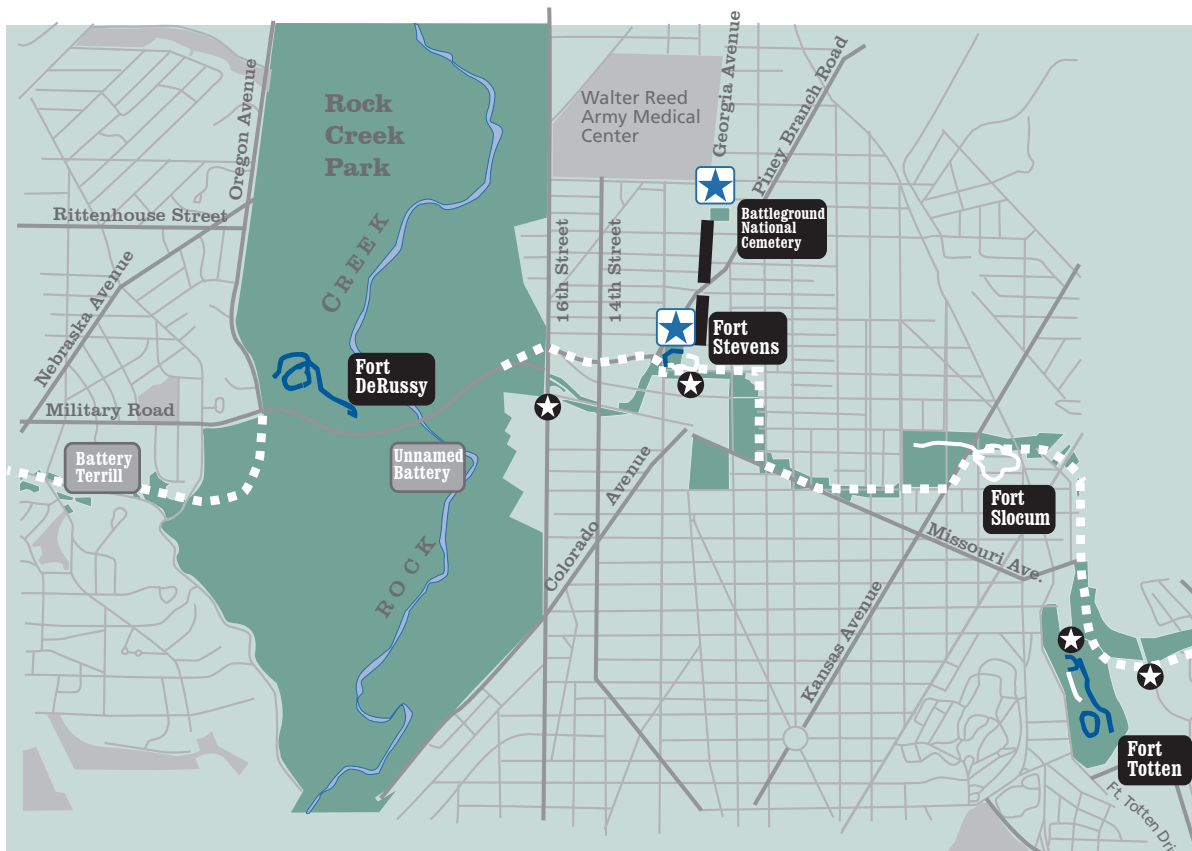 Rock
Creek
Park
Walter Reed
Army Medical
Center
Georgia Avenue
Piney Branch Road
Oregon Avenue
Rittenhouse Street
Battleground
National
Cemetery
CREEK
16th Street
14th Street
Nebraska Avenue
Fort
Stevens
Fort
DeRussy
Military Road
Battery
Terrill
Unnamed
Battery
Colorado Avenue
Fort
Slocum
Missouri Ave.
ROCK
Kansas Avenue
Fort
Totten
Ft. Totten Dri